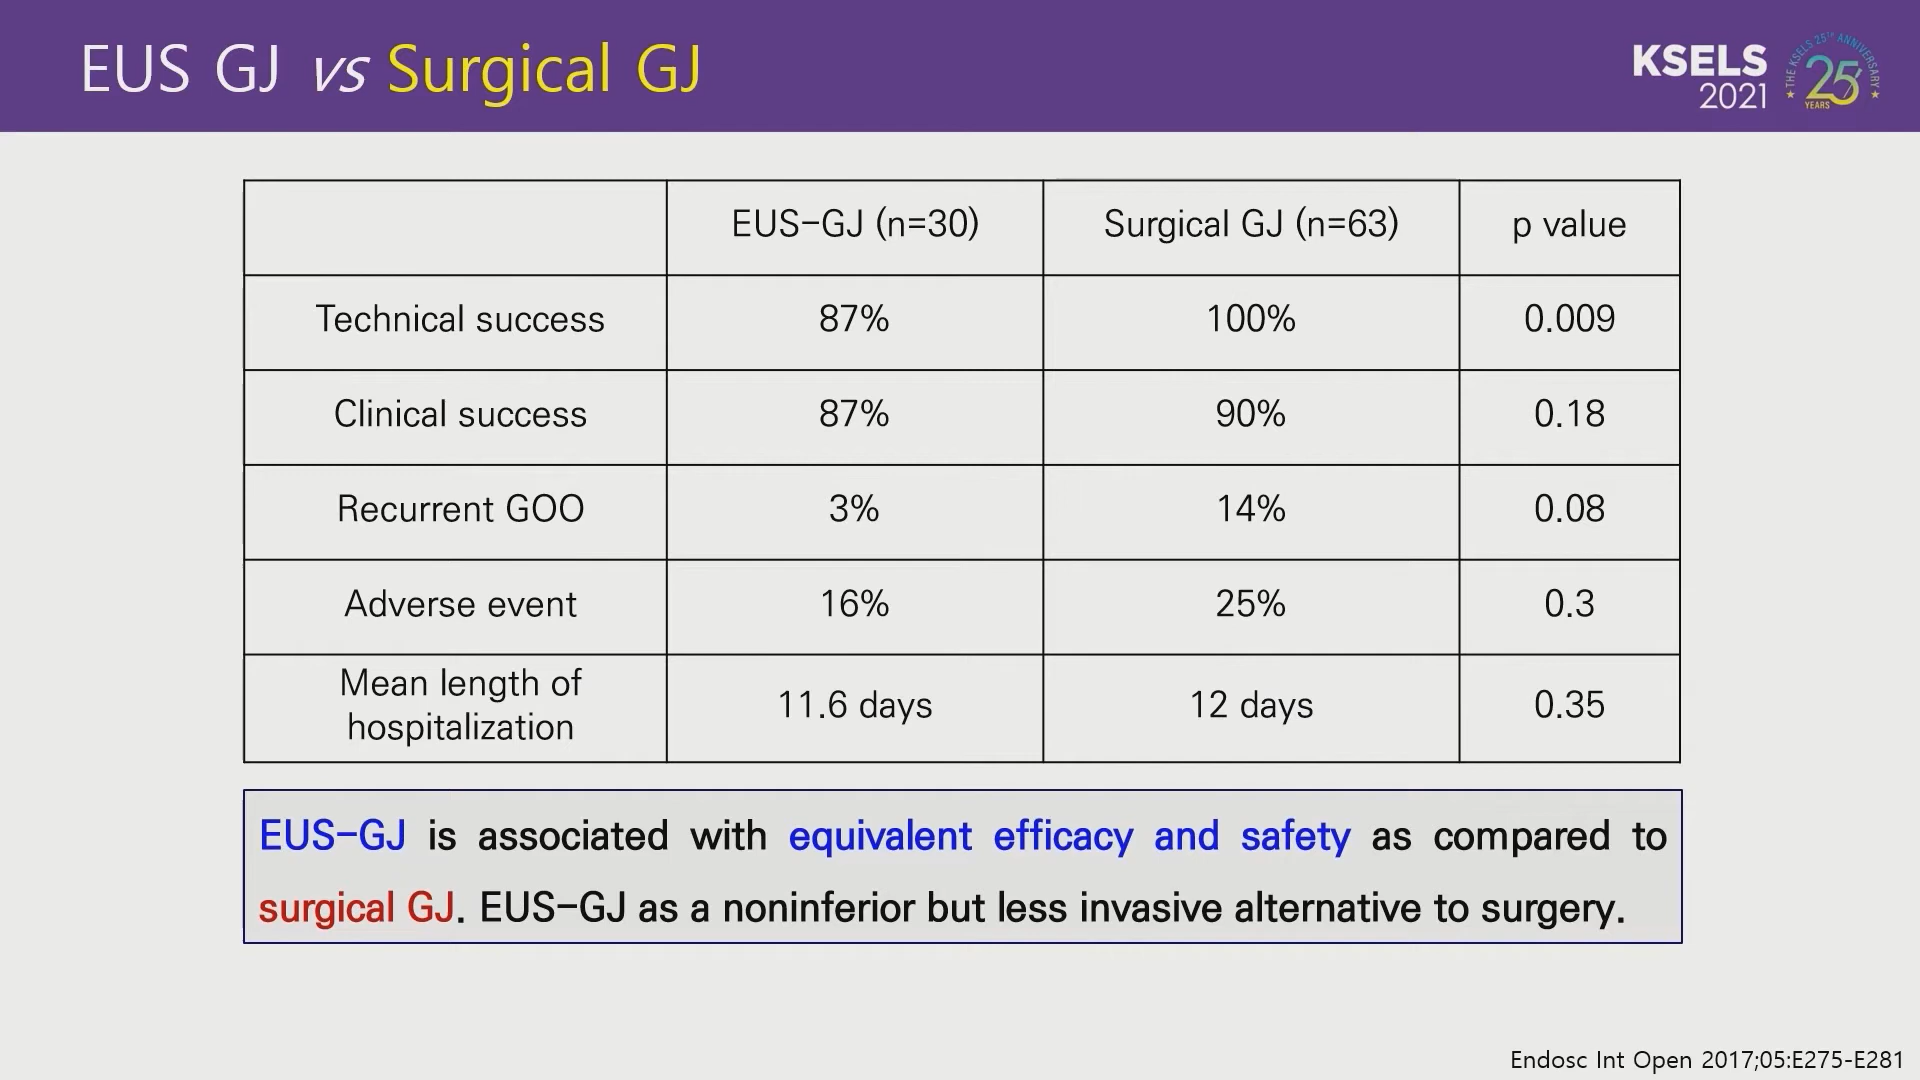 EUS GJ vs Surgical GJ
KSELS
2021
THE KSELS 25TH ANNIVERSARY
25
YEARS
EUS-GJ (n=30) Surgical GJ (n=63) p value
Technical success 87% 100% 0.009
Clinical success 87% 90% 0.18
Recurrent GOO 3% 14% 0.08
Adverse event 16% 25% 0.3
Mean length of
hospitalization 11.6 days 12 days 0.35
EUS-GJ is associated with equivalent efficacy and safety as compared to
surgical GJ. EUS-GJ as a noninferior but less invasive alternative to surgery.
Endosc Int Open 2017;05:E275-E281